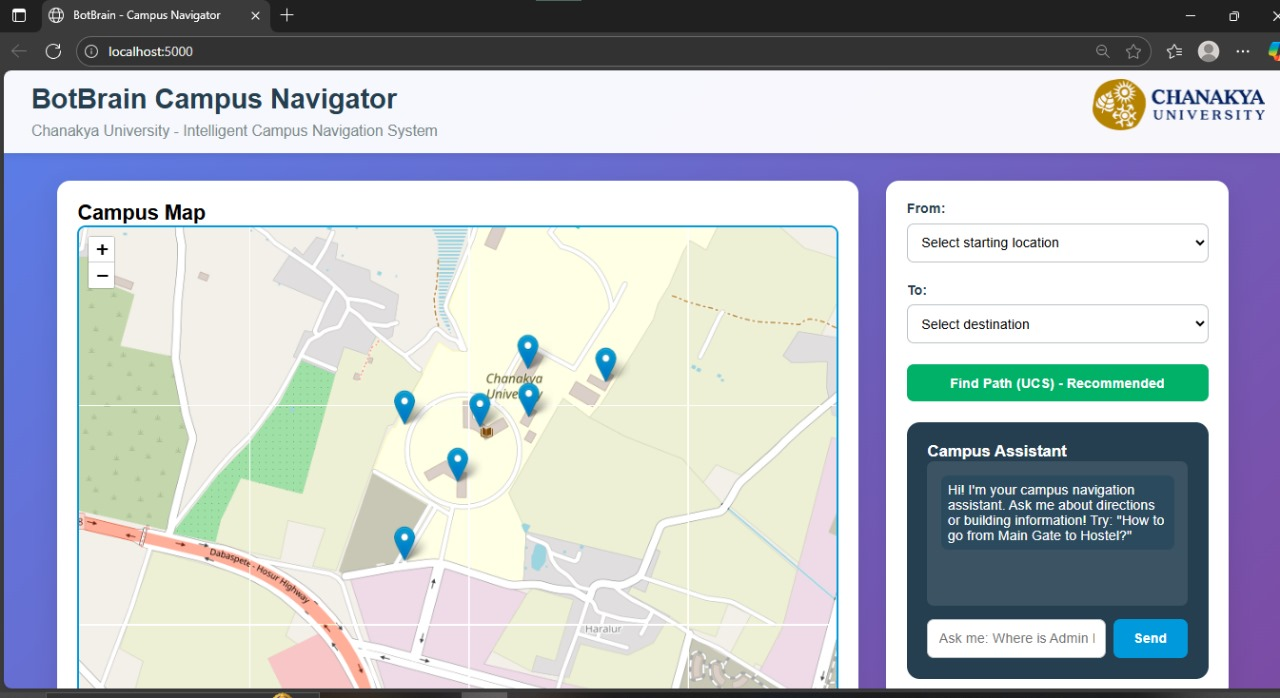 BotBrain - Campus Navigator
localhost:5000
BotBrain Campus Navigator
Chanakya University - Intelligent Campus Navigation System
CHANAKYA
UNIVERSITY
Campus Map
+
−
Chanakya
University
Dabaspete - Hosur Highway
Haralur
From:
Select starting location
To:
Select destination
Find Path (UCS) - Recommended
Campus Assistant
Hi! I'm your campus navigation
assistant. Ask me about directions
or building information! Try: "How to
go from Main Gate to Hostel?"
Ask me: Where is Admin
Send